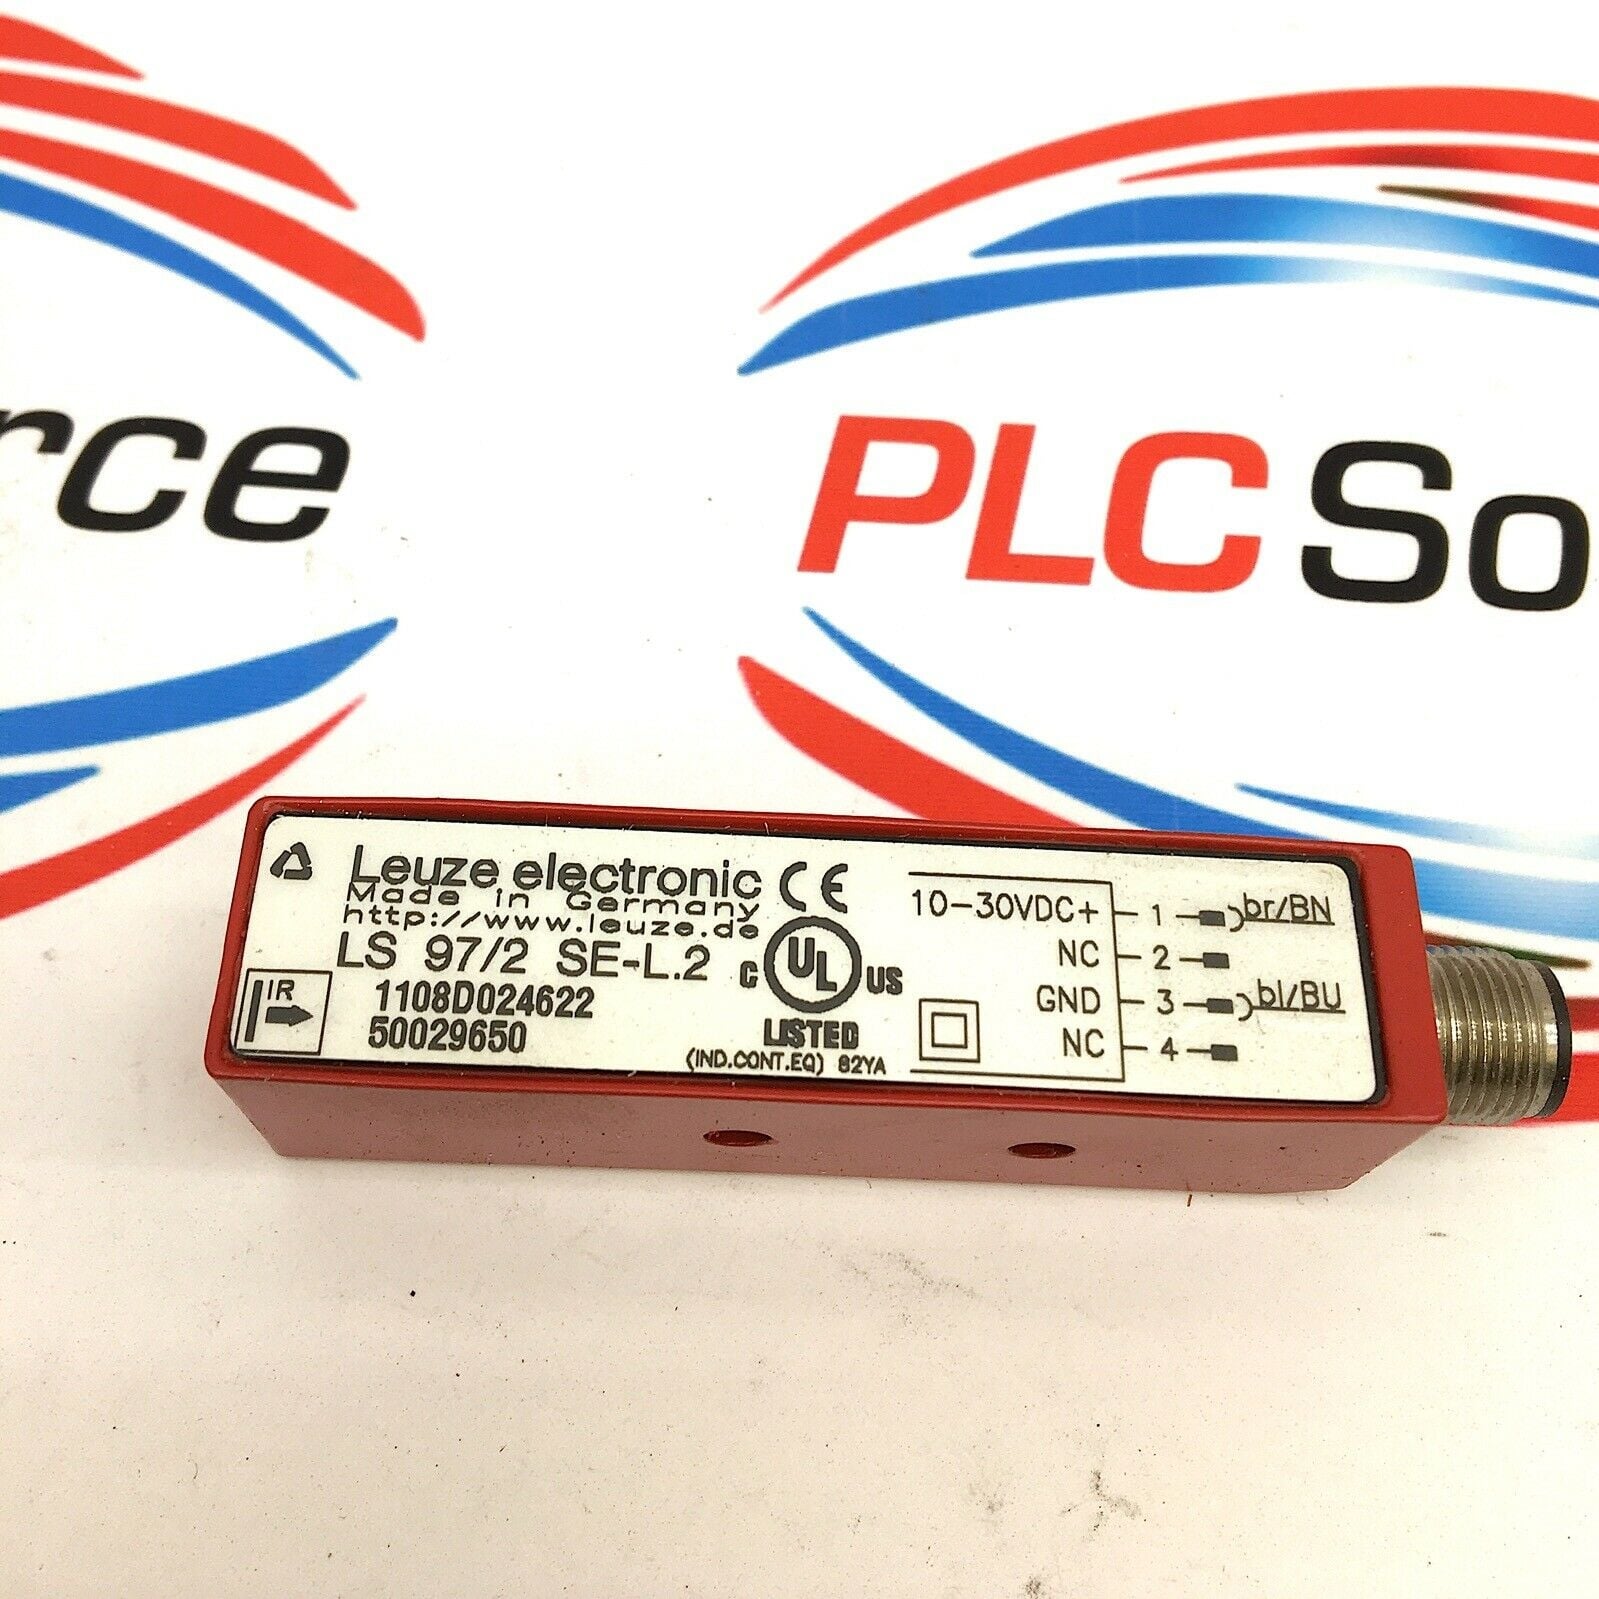 rce
PLC So
Leuze electronic
Made in Germany
http://www.leuze.de
LS 97/2 SE-L.2
1108D024622
50029650
IR
CE
C UL US
LISTED
(IND.CONT.EQ) 82YA
10-30VDC+ 1 br/BN
NC 2
GND 3 bl/BU
NC 4